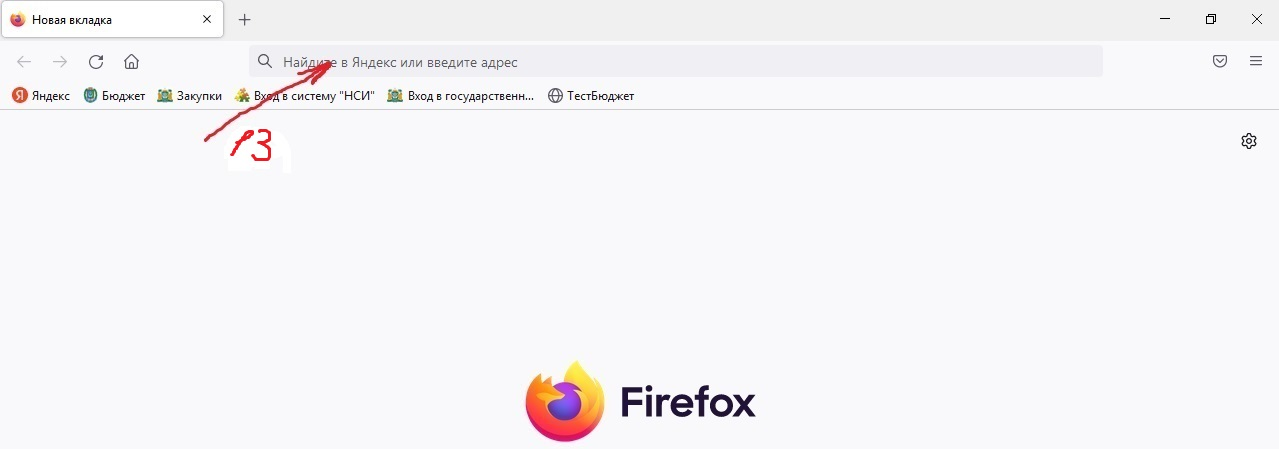 Новая вкладка
Найдите в Яндекс или введите адрес
Яндекс Бюджет Закупки Вход в систему "НСИ" Вход в государственн... ТестБюджет
13
Firefox